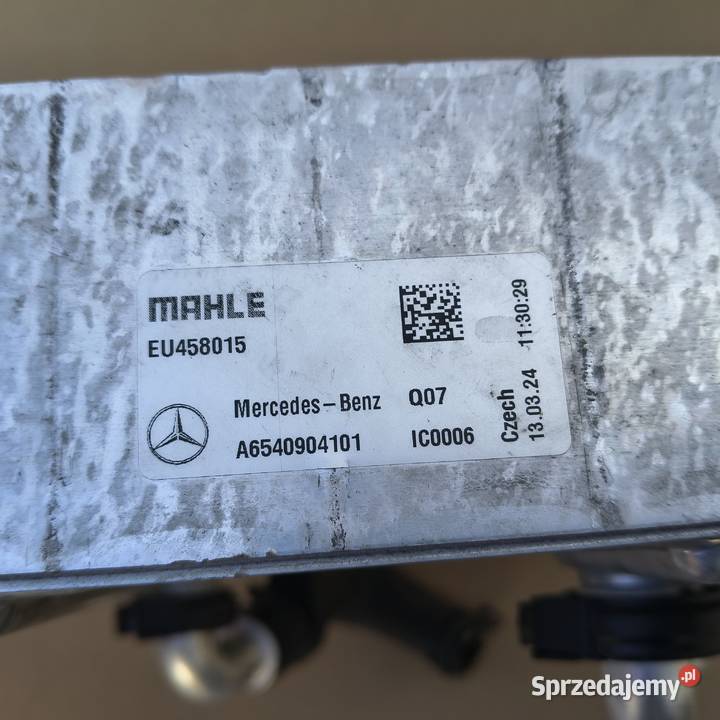 MAHLE
EU458015
Mercedes-Benz Q07
A6540904101 IC0006
Czech
13.03.24 11:30:29
Sprzedajemy.pl